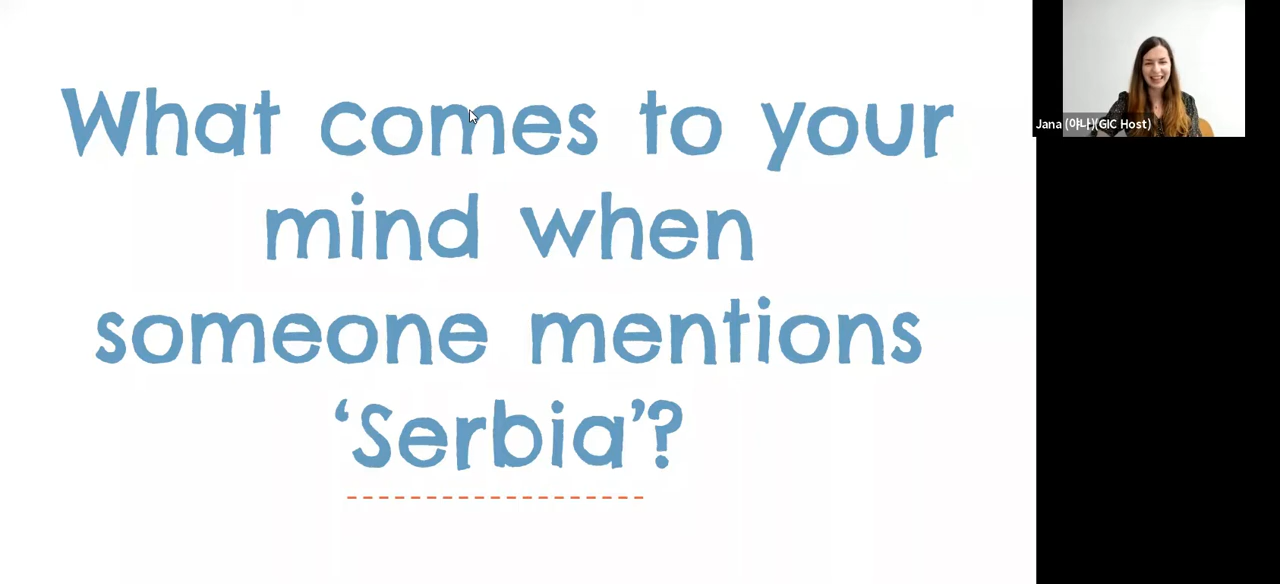 What comes to your
mind when
someone mentions
‘Serbia’?
Jana (야나)(GIC Host)